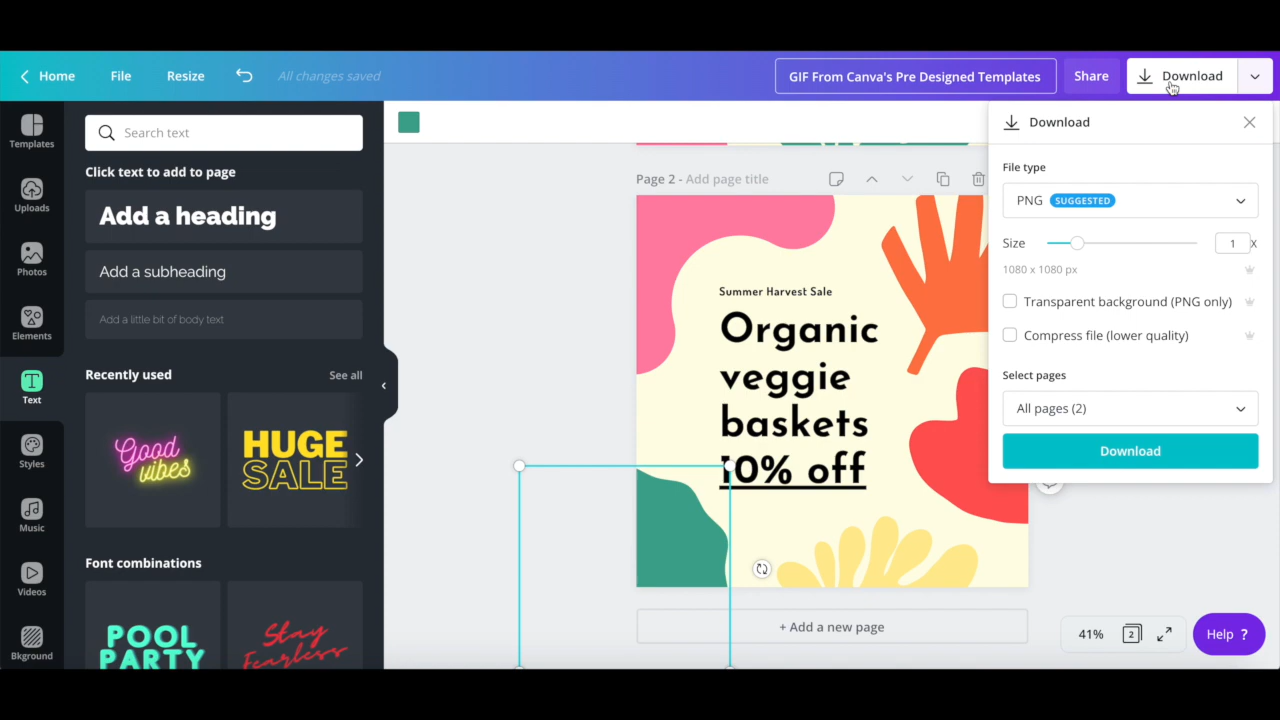 Home File Resize All changes saved GIF From Canva's Pre Designed Templates Share Download
Templates
Uploads
Photos
Elements
Text
Styles
Music
Videos
Bkground
Search text
Click text to add to page
Add a heading
Add a subheading
Add a little bit of body text
Recently used See all
Good vibes
HUGE SALE
Font combinations
POOL PARTY
Stay Fearless
Page 2 - Add page title
Summer Harvest Sale
Organic
veggie
baskets
10% off
+ Add a new page
Download
File type
PNG SUGGESTED
Size 1 X
1080 x 1080 px
Transparent background (PNG only)
Compress file (lower quality)
Select pages
All pages (2)
Download
41% 2 Help ?